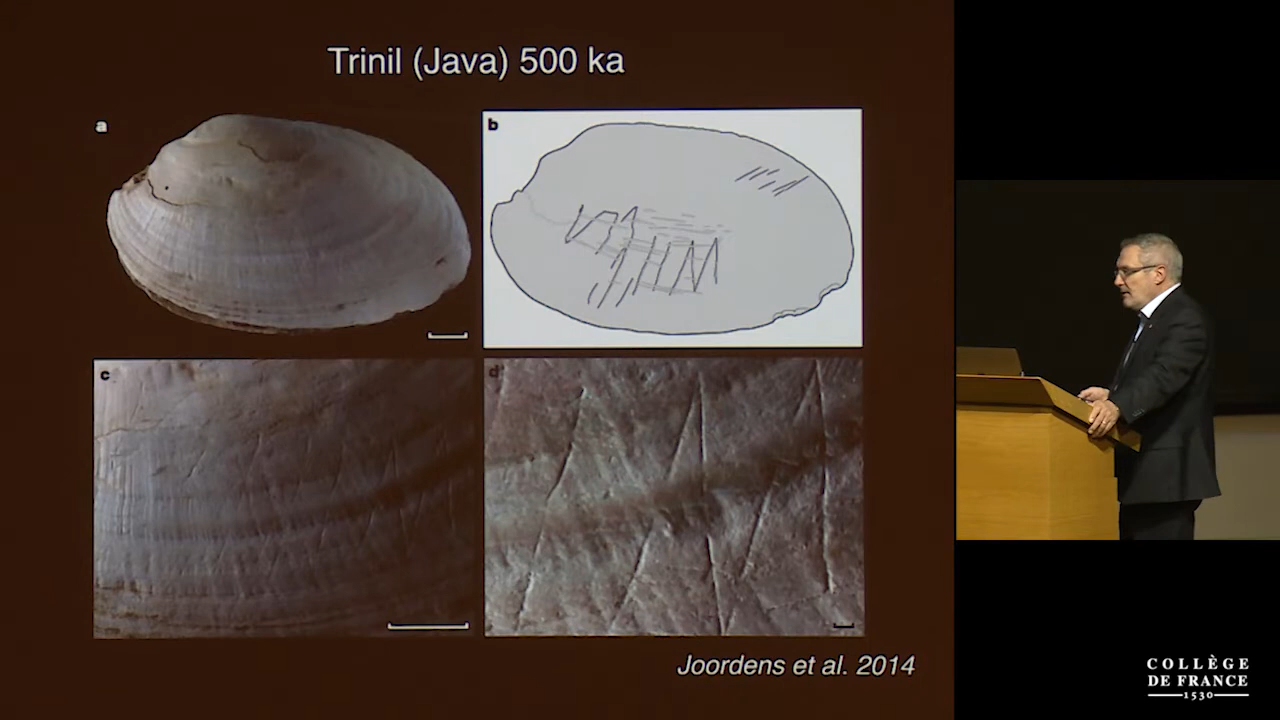 Trinil (Java) 500 ka
a
b
c
d
Joordens et al. 2014
COLLÈGE
DE FRANCE
1530